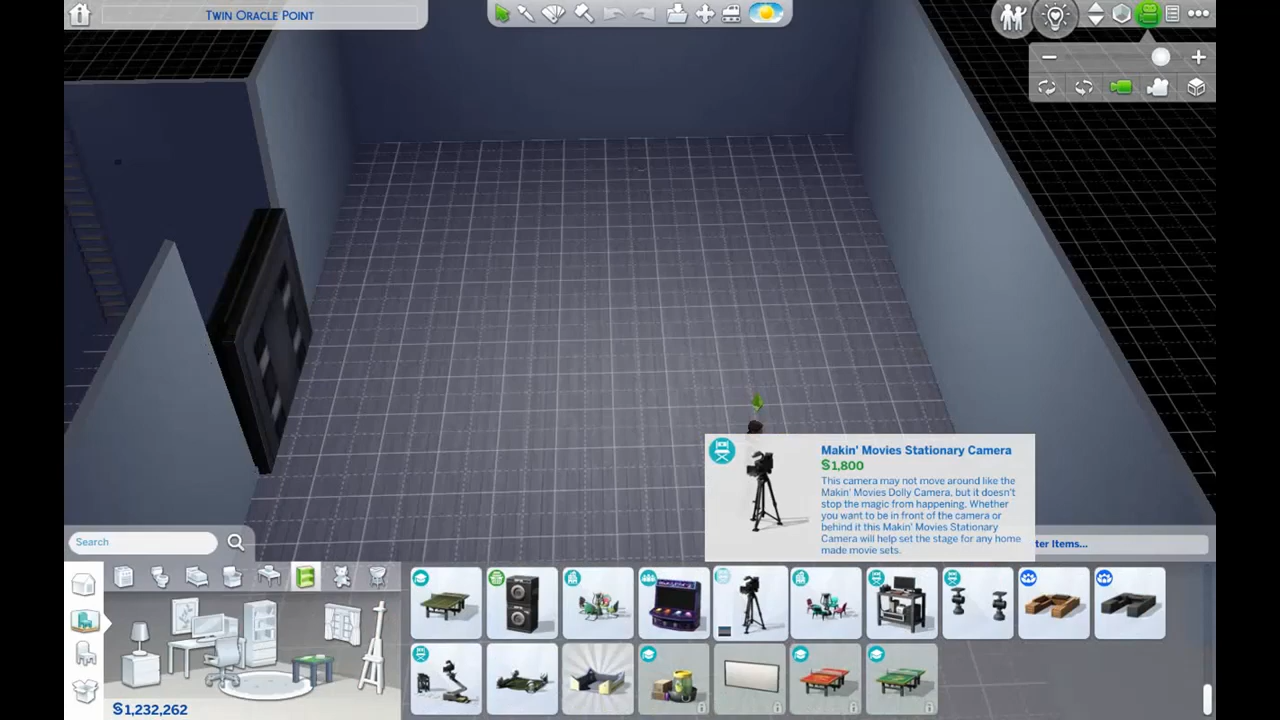 Twin Oracle Point
Makin' Movies Stationary Camera
§1,800
This camera may not move around like the
Makin' Movies Dolly Camera, but it doesn't
stop the magic from happening. Whether
you want to be in front of the camera or
behind it this Makin' Movies Stationary
Camera will help set the stage for any home
made movie sets.
Search
ter Items...
§1,232,262